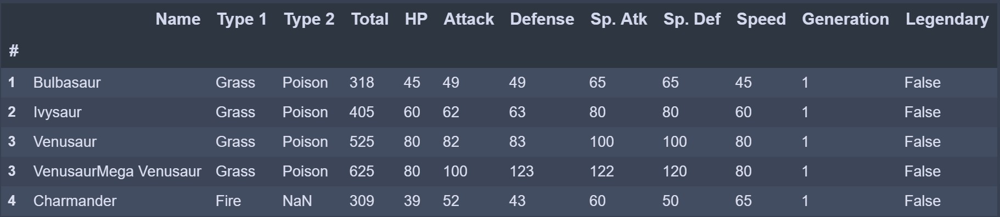 Name Type 1 Type 2 Total HP Attack Defense Sp. Atk Sp. Def Speed Generation Legendary
#
1 Bulbasaur Grass Poison 318 45 49 49 65 65 45 1 False
2 Ivysaur Grass Poison 405 60 62 63 80 80 60 1 False
3 Venusaur Grass Poison 525 80 82 83 100 100 80 1 False
3 VenusaurMega Venusaur Grass Poison 625 80 100 123 122 120 80 1 False
4 Charmander Fire NaN 309 39 52 43 60 50 65 1 False